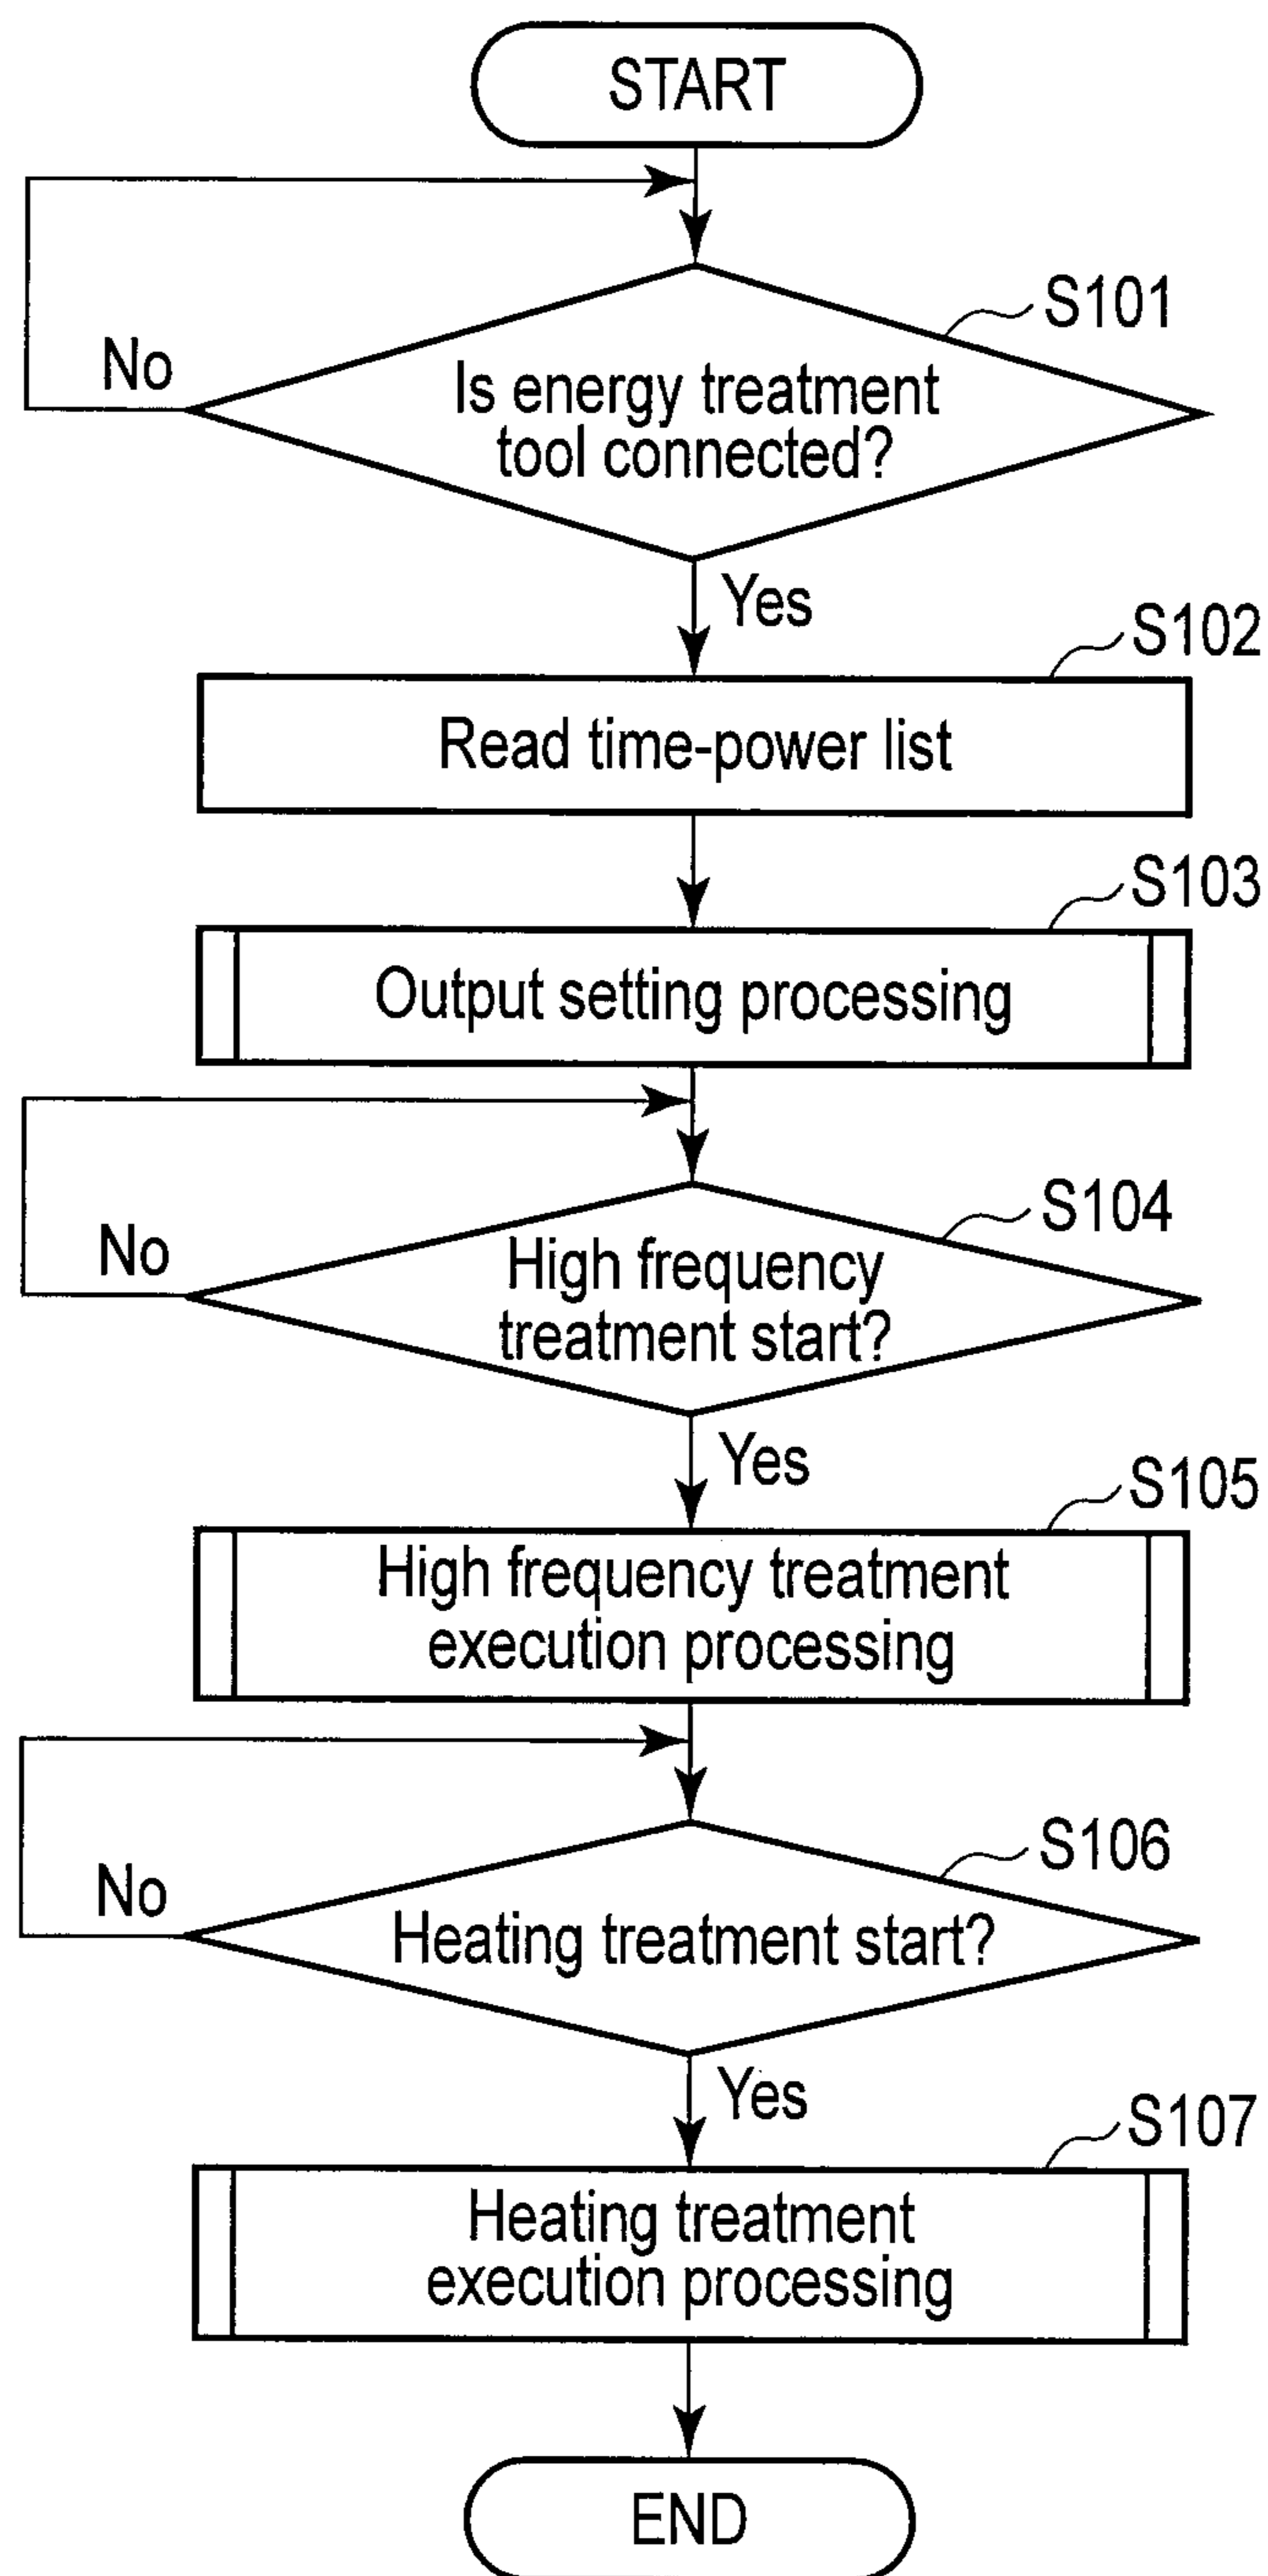 START
S101
No
Is energy treatment
tool connected?
Yes
S102
Read time-power list
S103
Output setting processing
S104
No
High frequency
treatment start?
Yes
S105
High frequency treatment
execution processing
S106
No
Heating treatment start?
Yes
S107
Heating treatment
execution processing
END